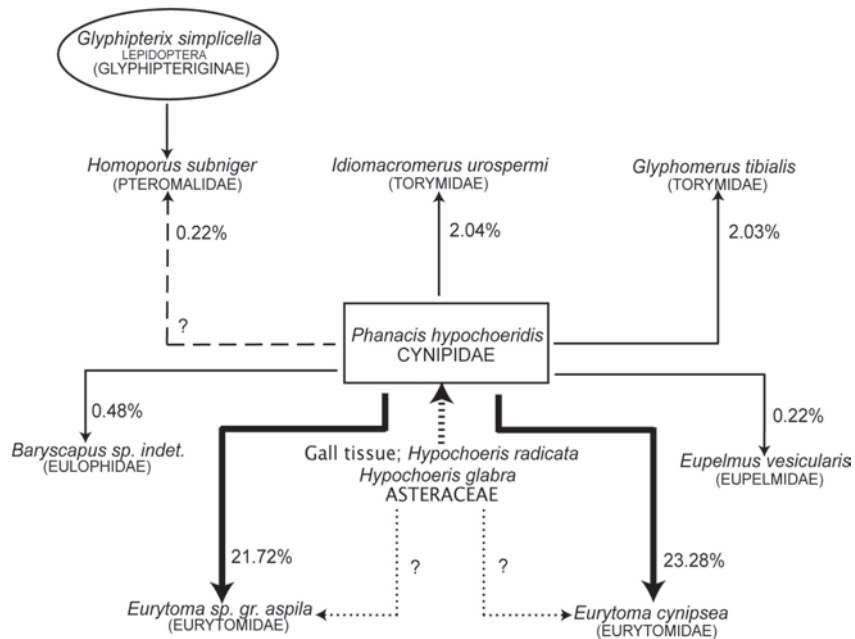 Glyphipterix simplicella
LEPIDOPTERA
(GLYPHIPTERIGINAE)
Homoporus subniger
(PTEROMALIDAE)
Idiomacromerus urospermi
(TORYMIDAE)
Glyphomerus tibialis
(TORYMIDAE)
0.22%
2.04%
2.03%
?
Phanacis hypochoeridis
CYNIPIDAE
0.48%
0.22%
Baryscapus sp. indet.
(EULOPHIDAE)
Gall tissue; Hypochoeris radicata
Hypochoeris glabra
ASTERACEAE
Eupelmus vesicularis
(EUPELMIDAE)
21.72%
?
?
23.28%
Eurytoma sp. gr. aspila
(EURYTOMIDAE)
Eurytoma cynipsea
(EURYTOMIDAE)